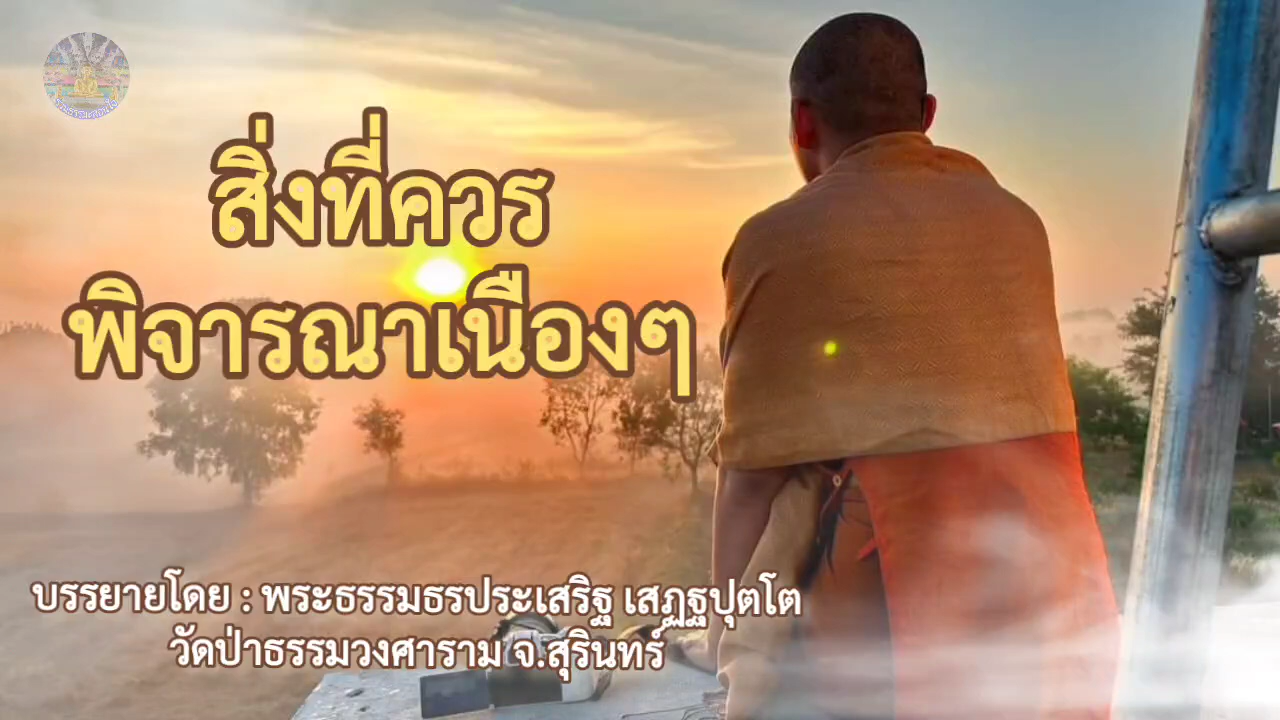 สิ่งที่ควร
พิจารณาเนืองๆ
บรรยายโดย : พระธรรมธรประเสริฐ เสฏฐปุตโต
วัดป่าธรรมวงศาราม จ.สุรินทร์